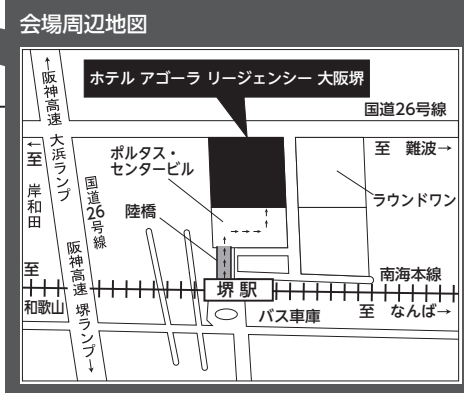 会場周辺地図
ホテル アゴーラ リージェンシー 大阪堺
国道26号線
↑阪神高速 大浜ランプ
←至 岸和田
国道26号線
ポルタス・
センタービル
至 難波→
ラウンドワン
陸橋
阪神高速 堺ランプ→
南海本線
至
和歌山
堺駅
バス車庫
至 なんば→